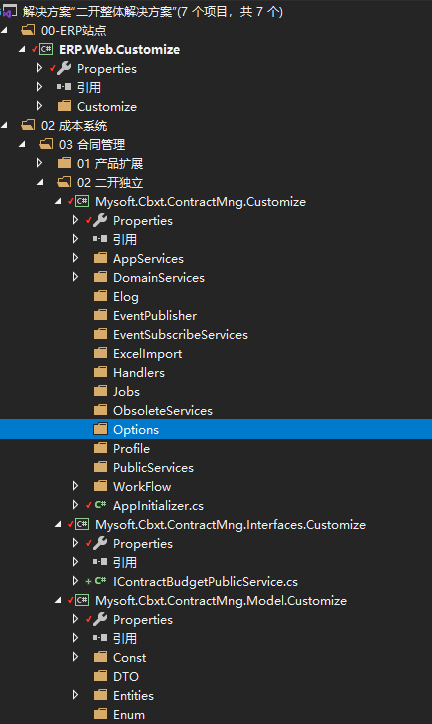 解决方案"二开整体解决方案"(7 个项目，共 7 个)
00-ERP站点
ERP.Web.Customize
Properties
引用
Customize
02 成本系统
03 合同管理
01 产品扩展
02 二开独立
Mysoft.Cbxt.ContractMng.Customize
Properties
引用
AppServices
DomainServices
Elog
EventPublisher
EventSubscribeServices
ExcelImport
Handlers
Jobs
ObsoleteServices
Options
Profile
PublicServices
WorkFlow
C# AppInitializer.cs
Mysoft.Cbxt.ContractMng.Interfaces.Customize
Properties
引用
C# IContractBudgetPublicService.cs
Mysoft.Cbxt.ContractMng.Model.Customize
Properties
引用
Const
DTO
Entities
Enum